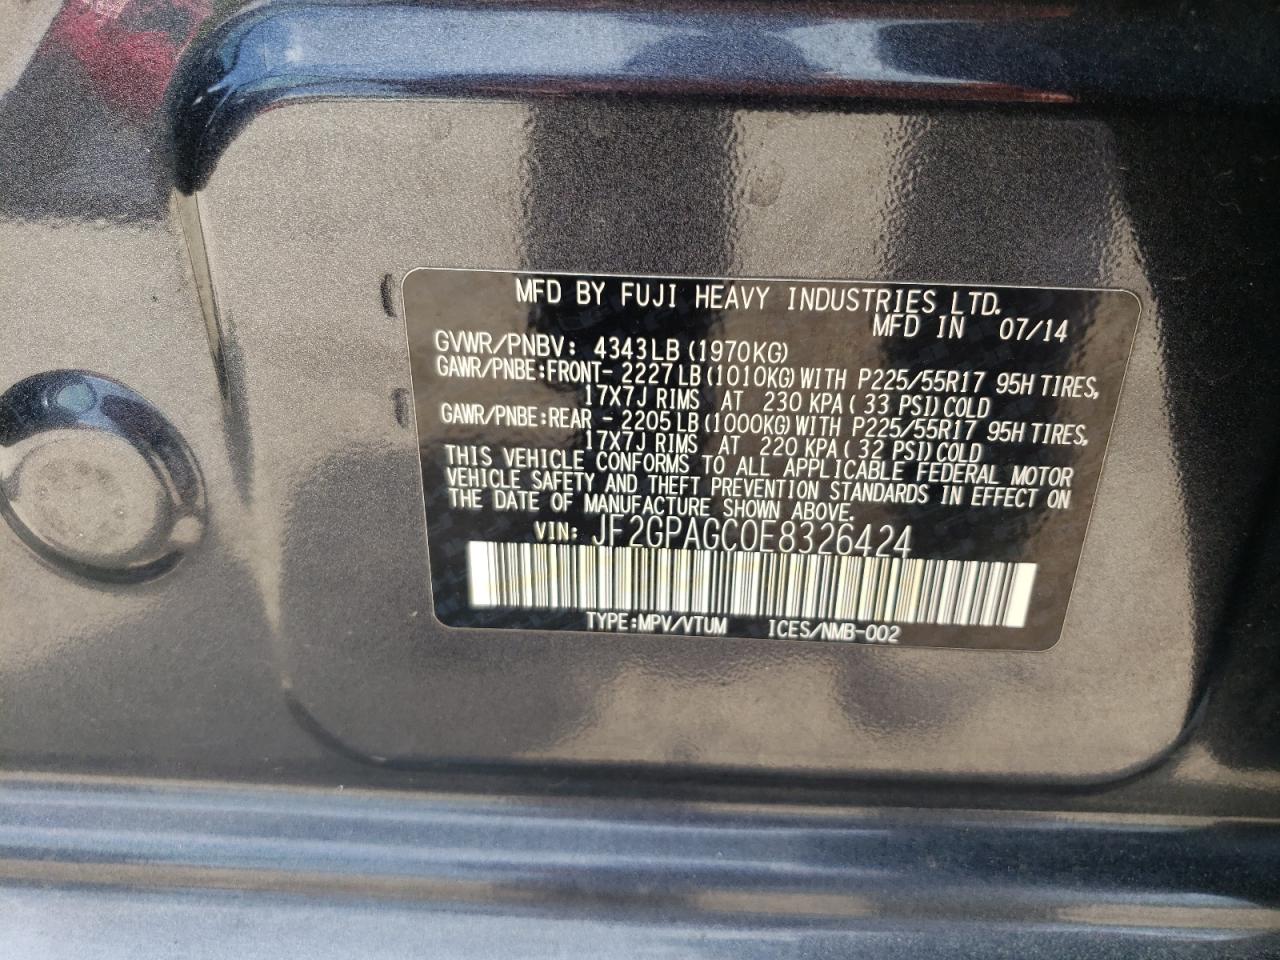 MFD BY FUJI HEAVY INDUSTRIES LTD.
MFD IN 07/14
GVWR/PNBV: 4343LB (1970KG)
GAWR/PNBE:FRONT- 2227LB (1010KG) WITH P225/55R17 95H TIRES,
17X7J RIMS AT 230 KPA ( 33 PSI) COLD
GAWR/PNBE:REAR - 2205LB (1000KG) WITH P225/55R17 95H TIRES,
17X7J RIMS AT 220 KPA ( 32 PSI) COLD
THIS VEHICLE CONFORMS TO ALL APPLICABLE FEDERAL MOTOR
VEHICLE SAFETY AND THEFT PREVENTION STANDARDS IN EFFECT ON
THE DATE OF MANUFACTURE SHOWN ABOVE.
VIN: JF2GPAGC0E8326424
TYPE:MPV/VTUM ICES/NMB-002